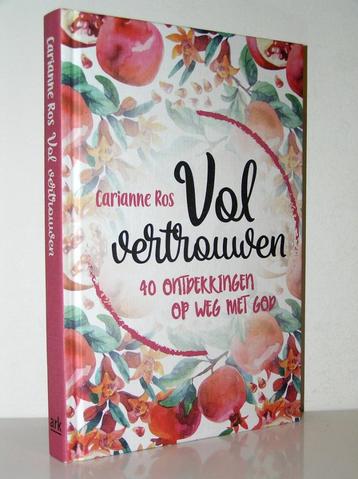 Carianne Ros Vol vertrouwen
ark
Carianne Ros
Vol
vertrouwen
40 ONTDEKKINGEN
OP WEG MET GOD